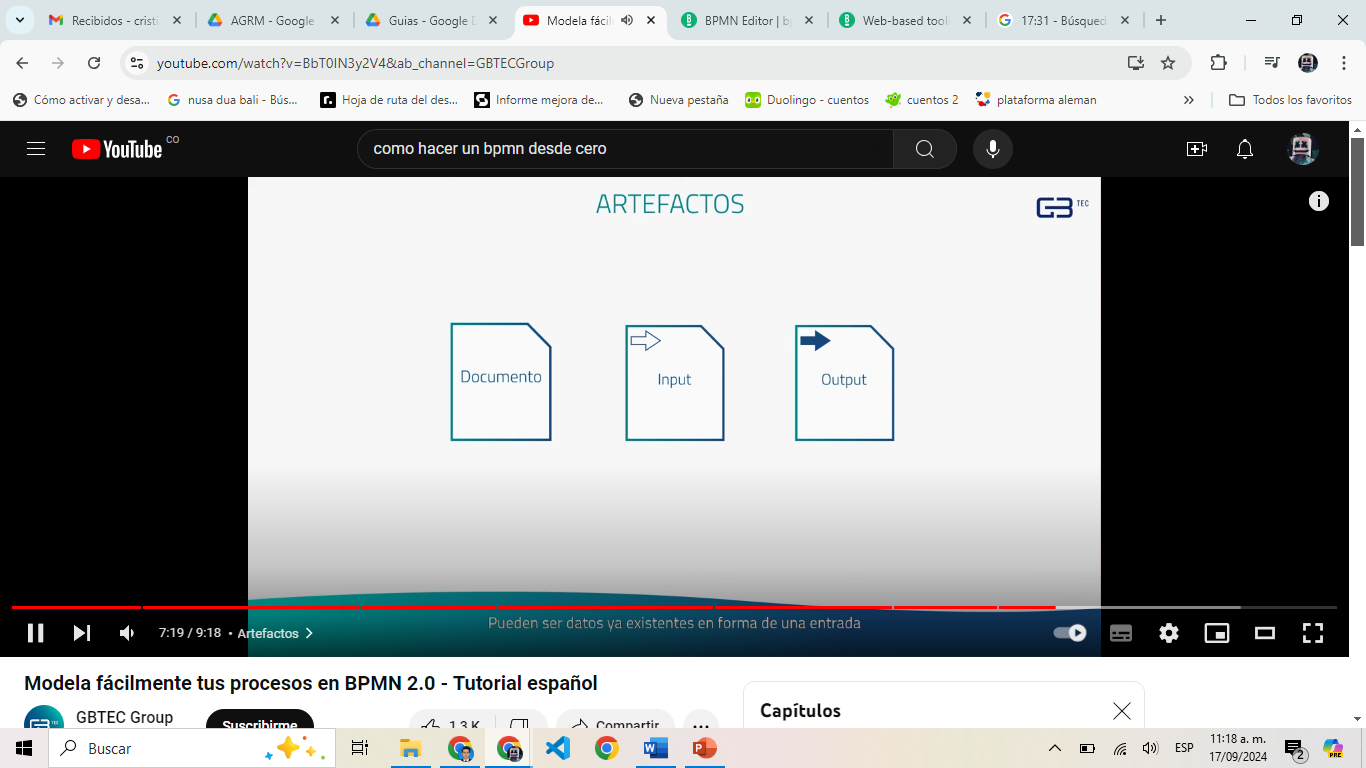 Recibidos - cristi
AGRM - Google
Guias - Google D
Modela fácil
BPMN Editor | bp
Web-based tool
17:31 - Búsqued
youtube.com/watch?v=BbT0IN3y2V4&ab_channel=GBTECGroup
Cómo activar y desa...
nusa dua bali - Bús...
Hoja de ruta del des...
Informe mejora de...
Nueva pestaña
Duolingo - cuentos
cuentos 2
plataforma aleman
Todos los favoritos
YouTube CO
como hacer un bpmn desde cero
ARTEFACTOS
GB TEC
Documento
Input
Output
Pueden ser datos ya existentes en forma de una entrada
7:19 / 9:18 • Artefactos
Modela fácilmente tus procesos en BPMN 2.0 - Tutorial español
GBTEC Group
Suscribirme
1.3 K
Compartir
Capítulos
Buscar
ESP
11:18 a. m.
17/09/2024
2
PRE